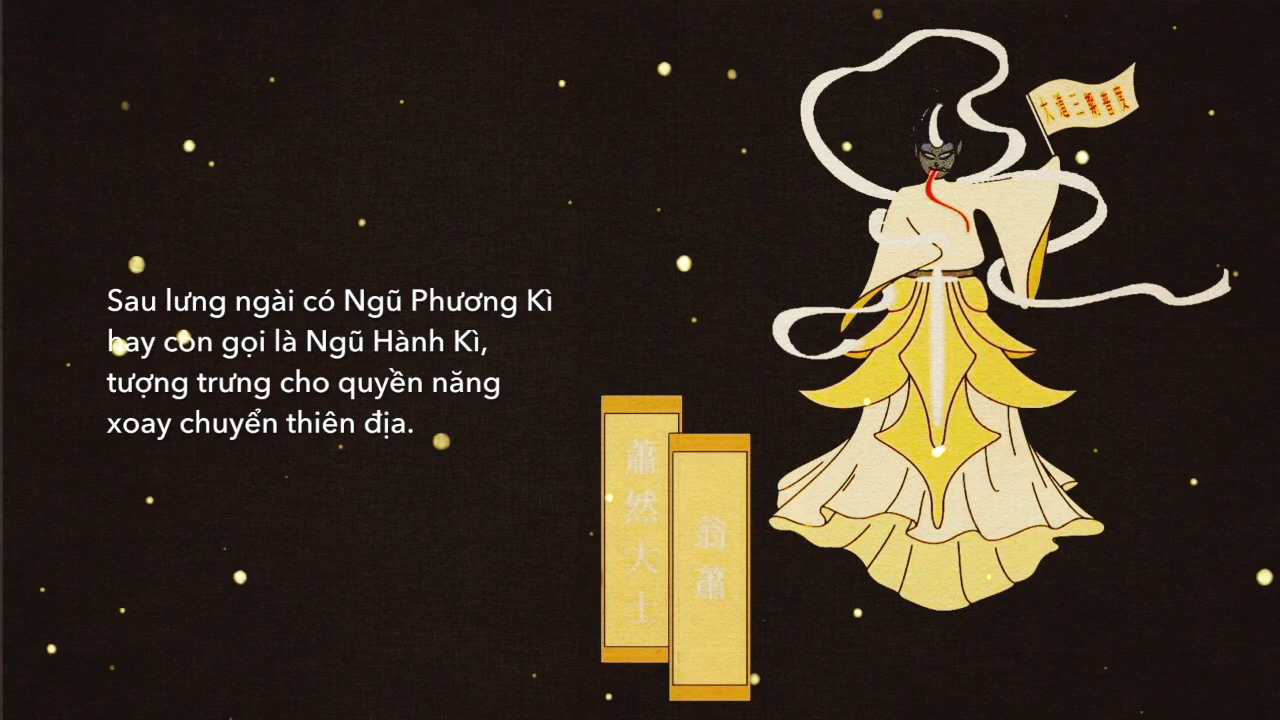 Sau lưng ngài có Ngũ Phương Kì
hay còn gọi là Ngũ Hành Kì,
tượng trưng cho quyền năng
xoay chuyển thiên địa.
蕭然大士
翁蕭